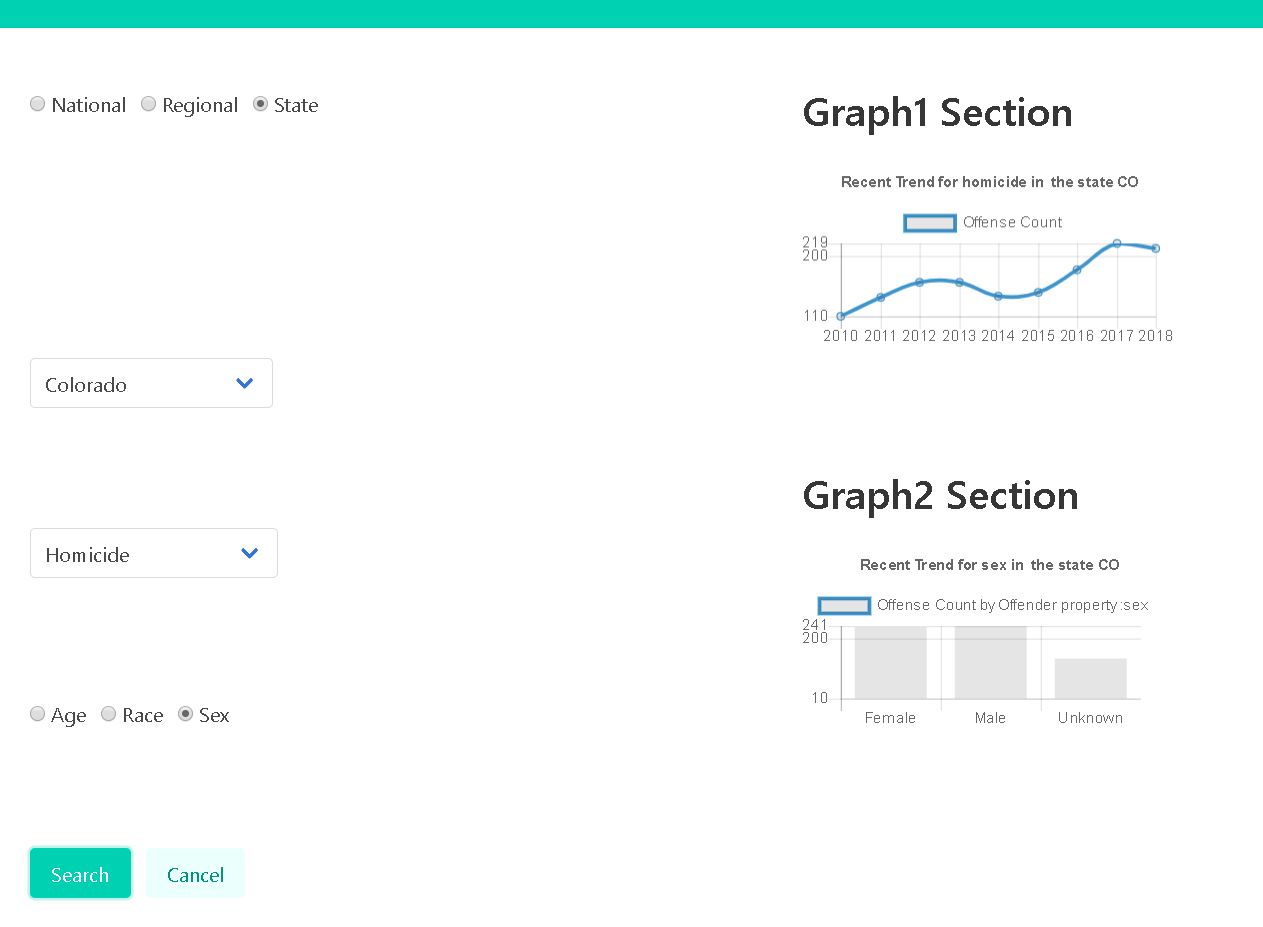 National Regional State
Colorado
Homicide
Age Race Sex
Search Cancel
Graph1 Section
Recent Trend for homicide in the state CO
Offense Count
219
200
110
2010 2011 2012 2013 2014 2015 2016 2017 2018
Graph2 Section
Recent Trend for sex in the state CO
Offense Count by Offender property:sex
241
200
10
Female Male Unknown